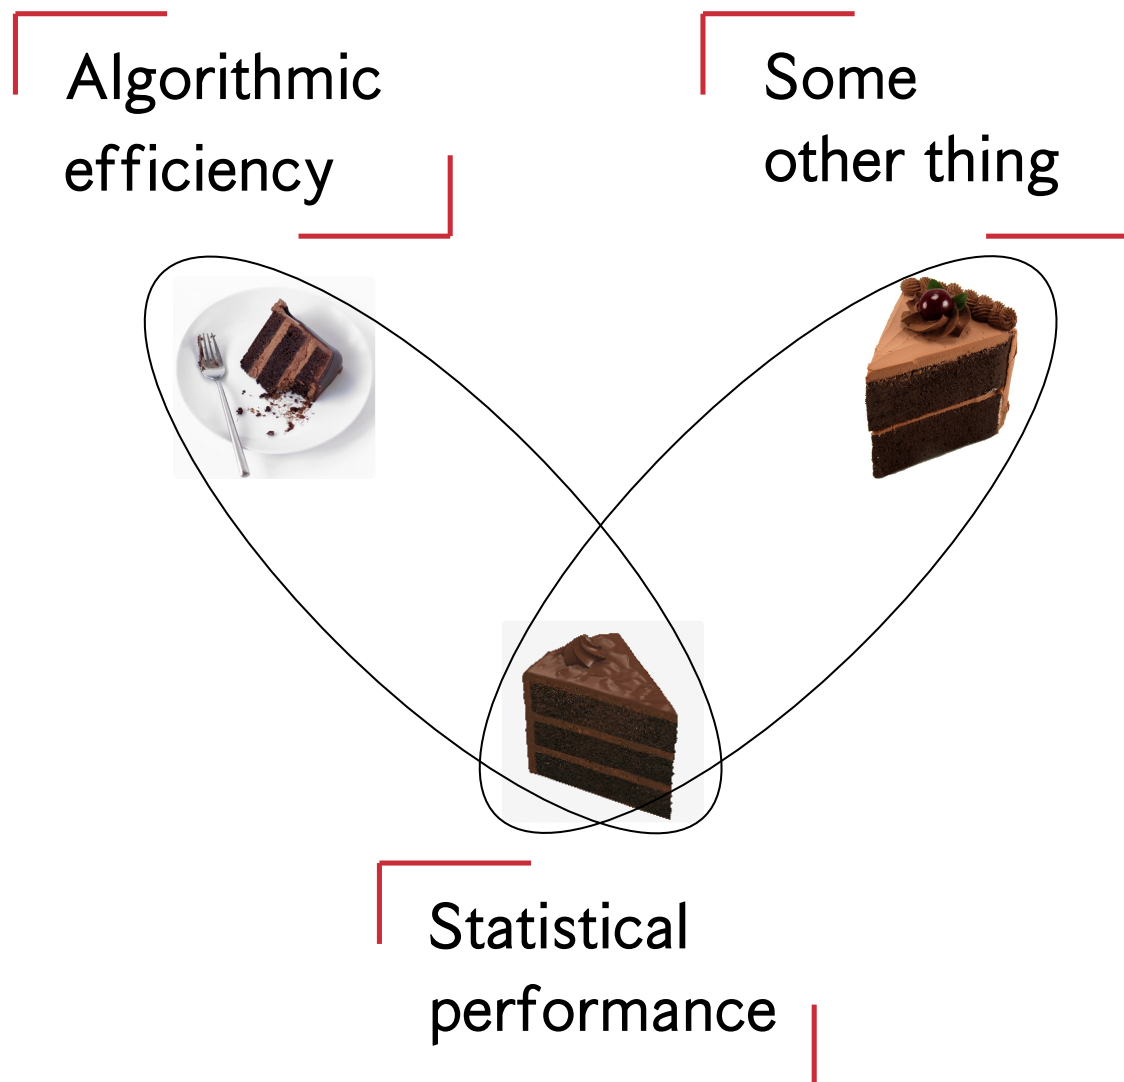 Algorithmic
efficiency
Some
other thing
Statistical
performance